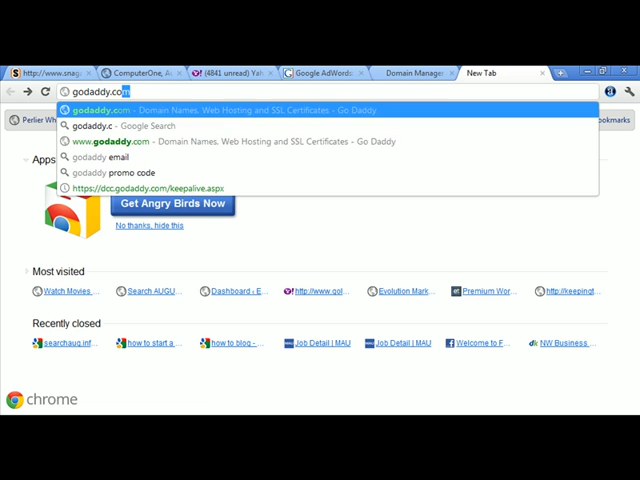 http://www.snag
ComputerOne, Au
(4841 unread) Yah
Google AdWords
Domain Manager
New Tab
godaddy.com
godaddy.com - Domain Names, Web Hosting and SSL Certificates - Go Daddy
godaddy.c - Google Search
www.godaddy.com - Domain Names, Web Hosting and SSL Certificates - Go Daddy
godaddy email
godaddy promo code
https://dcc.godaddy.com/keepalive.aspx
Perlier Wh
okmarks
Apps
Get Angry Birds Now
No thanks, hide this
Most visited
Watch Movies ... Search AUGU... Dashboard ‹ E... http://www.gol... Evolution Mark... Premium Wor... http://keepingt...
Recently closed
searchaug.inf... how to start a ... how to blog - ... Job Detail | MAU Job Detail | MAU Welcome to F... NW Business ...
chrome